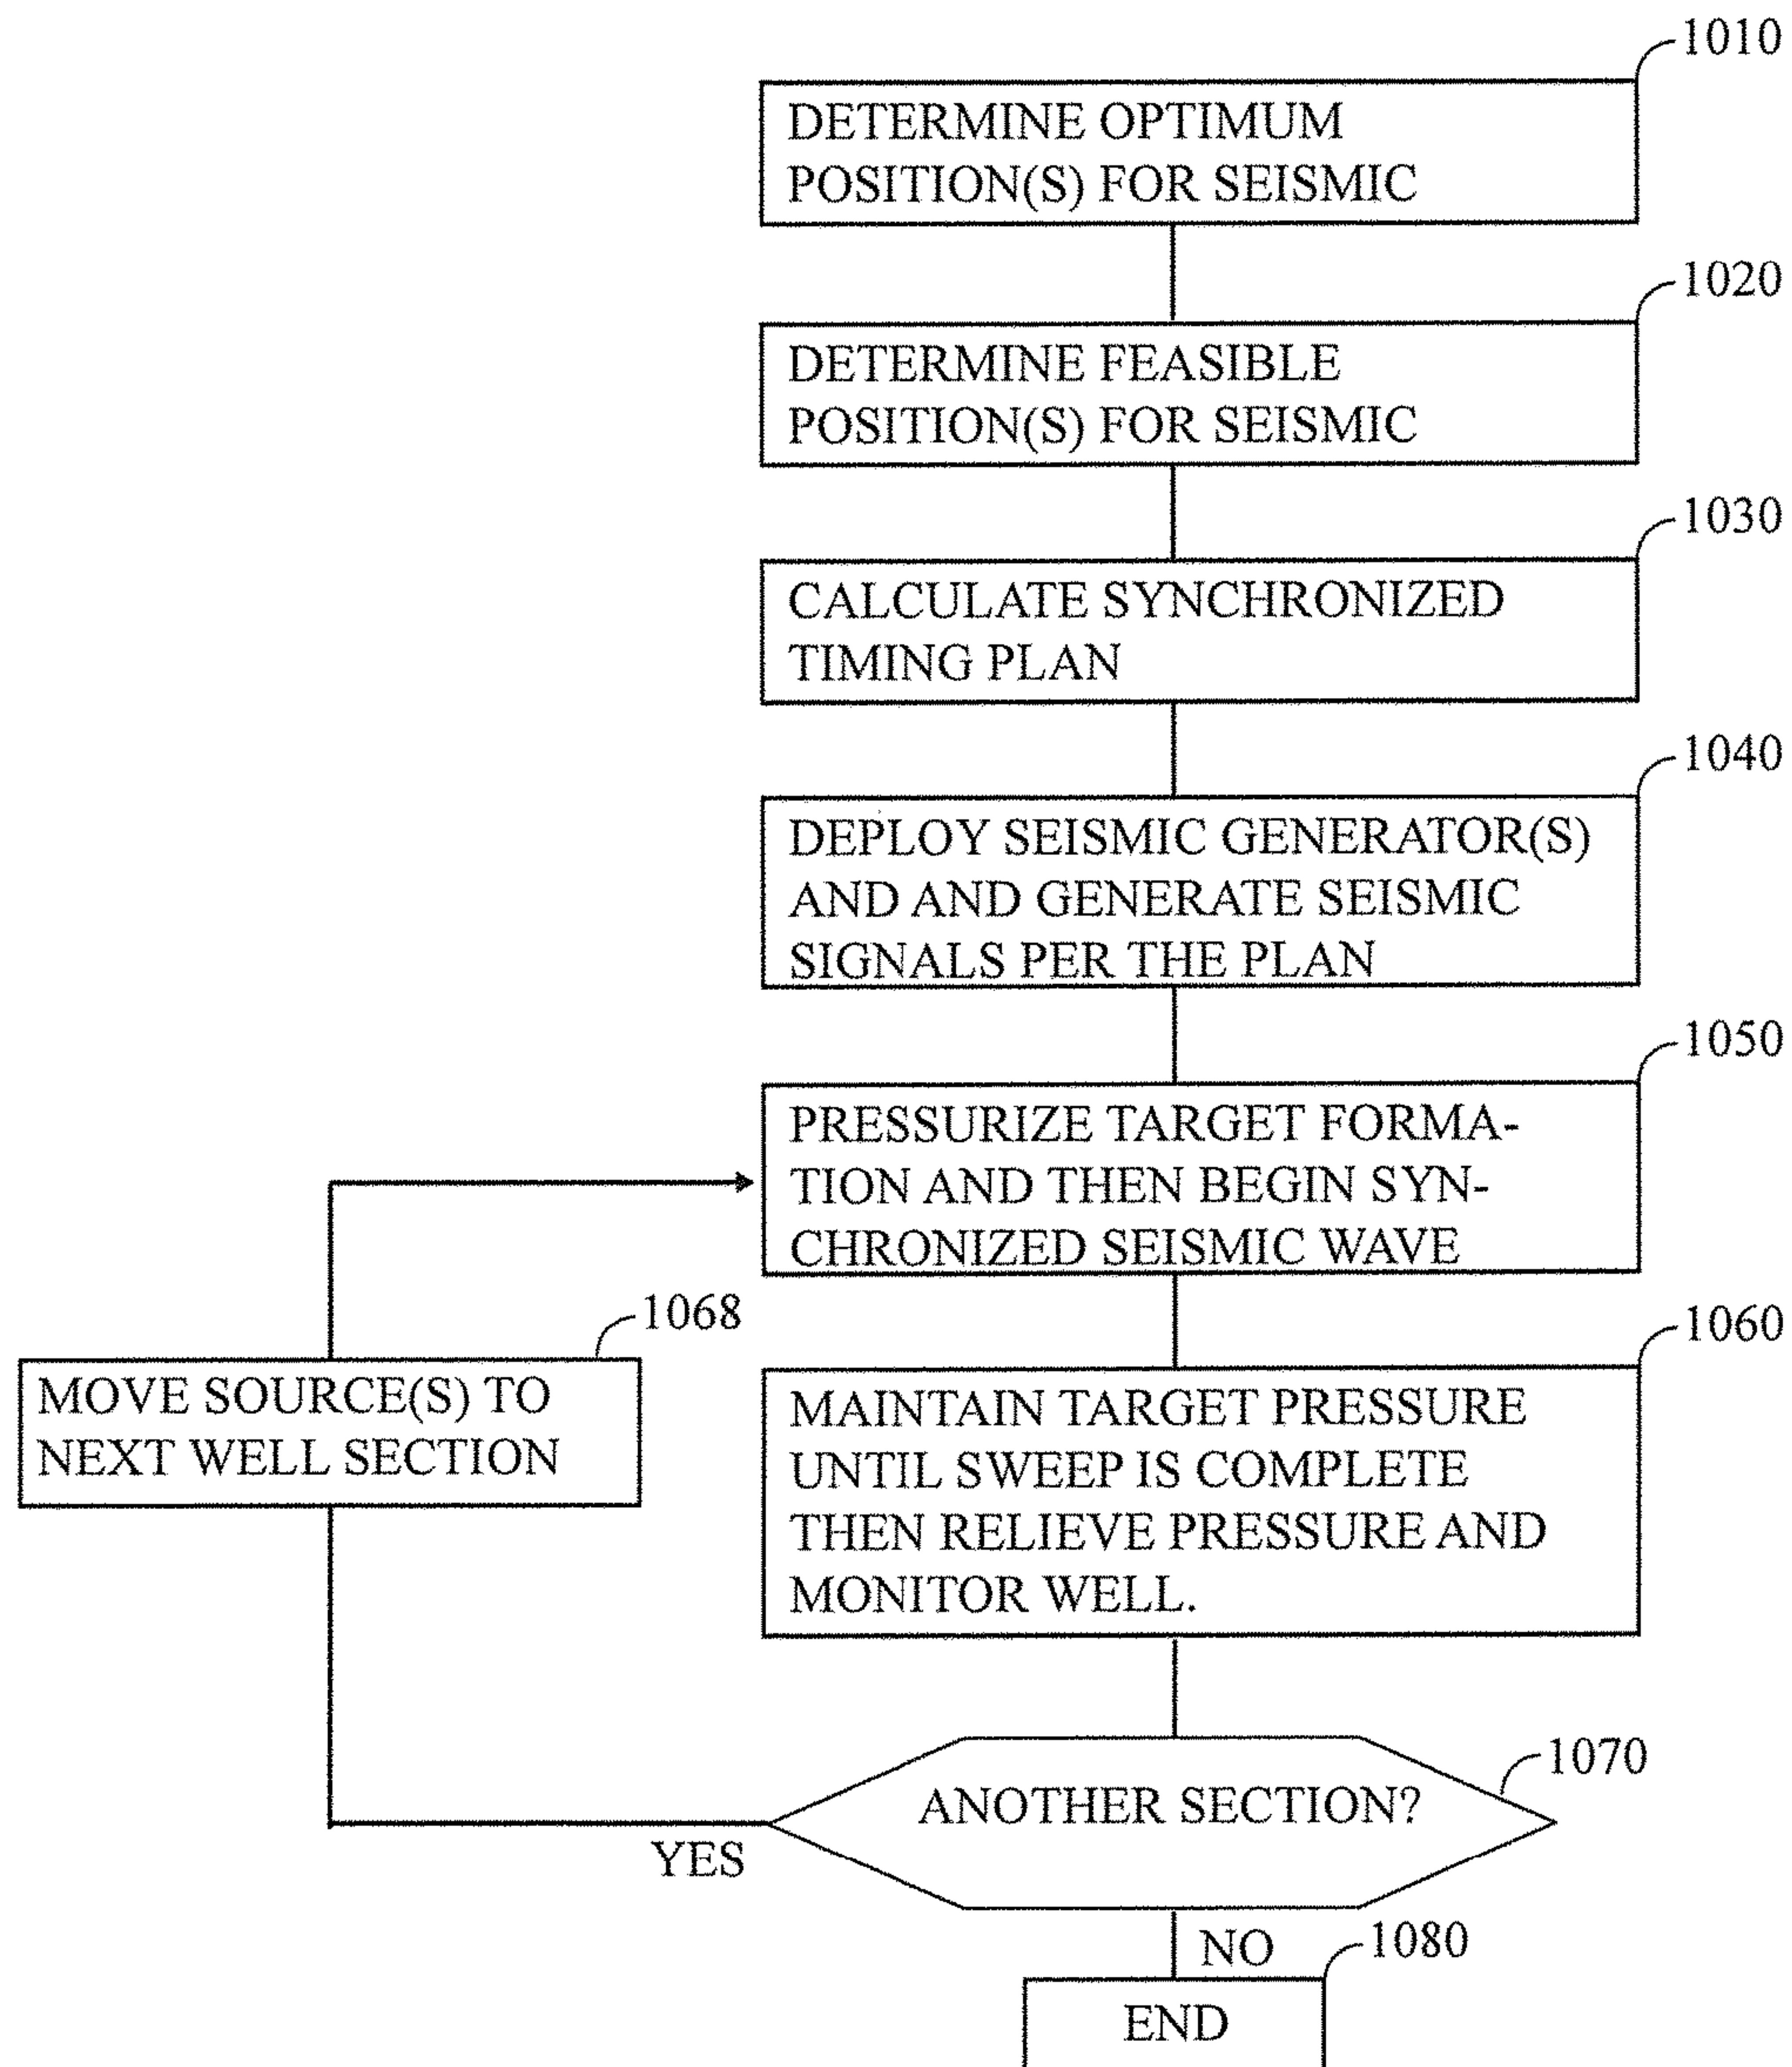 1010
DETERMINE OPTIMUM
POSITION(S) FOR SEISMIC
1020
DETERMINE FEASIBLE
POSITION(S) FOR SEISMIC
1030
CALCULATE SYNCHRONIZED
TIMING PLAN
1040
DEPLOY SEISMIC GENERATOR(S)
AND AND GENERATE SEISMIC
SIGNALS PER THE PLAN
1050
PRESSURIZE TARGET FORMA-
TION AND THEN BEGIN SYN-
CHRONIZED SEISMIC WAVE
1068
MOVE SOURCE(S) TO
NEXT WELL SECTION
1060
MAINTAIN TARGET PRESSURE
UNTIL SWEEP IS COMPLETE
THEN RELIEVE PRESSURE AND
MONITOR WELL.
1070
ANOTHER SECTION?
YES
NO
1080
END